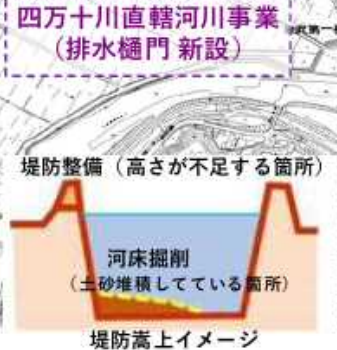 四万十川直轄河川事業
（排水樋門 新設）
堤防整備（高さが不足する箇所）
河床掘削
（土砂堆積してている箇所）
堤防嵩上イメージ